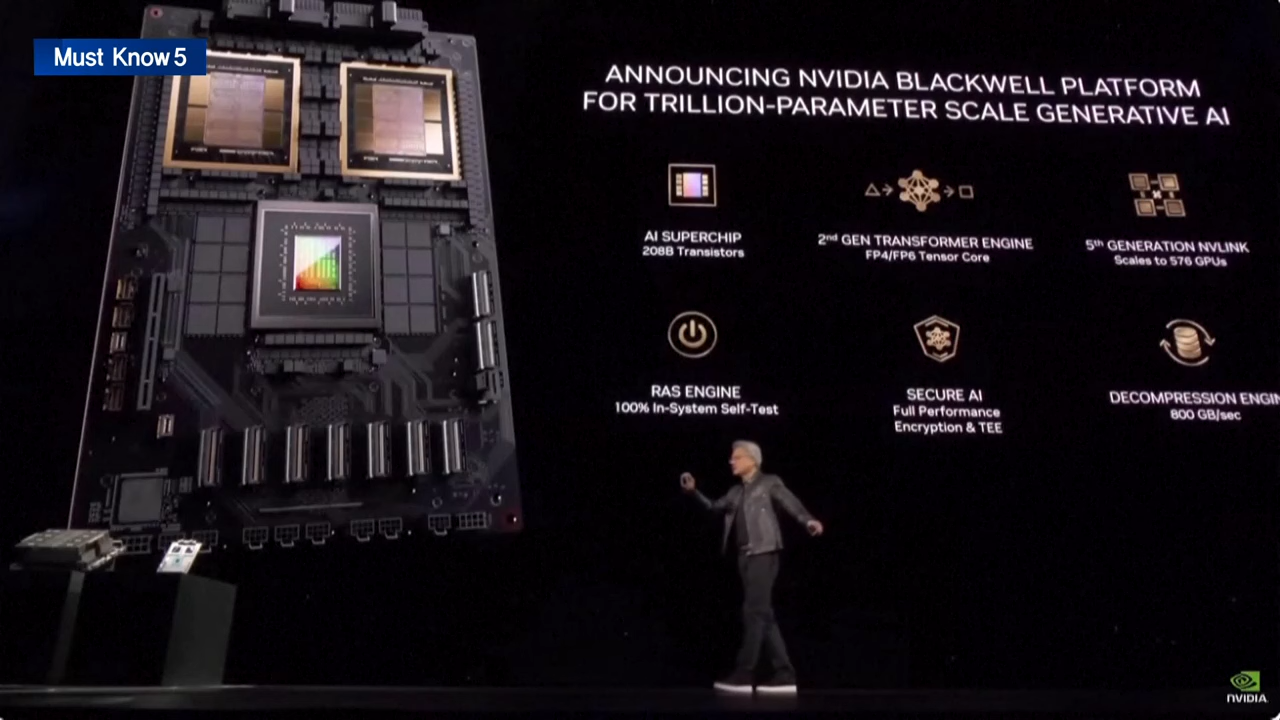 Must Know 5
ANNOUNCING NVIDIA BLACKWELL PLATFORM
FOR TRILLION-PARAMETER SCALE GENERATIVE AI
AI SUPERCHIP
208B Transistors
2nd GEN TRANSFORMER ENGINE
FP4/FP6 Tensor Core
5th GENERATION NVLINK
Scales to 576 GPUs
RAS ENGINE
100% In-System Self-Test
SECURE AI
Full Performance
Encryption & TEE
DECOMPRESSION ENGIN
800 GB/sec
NVIDIA